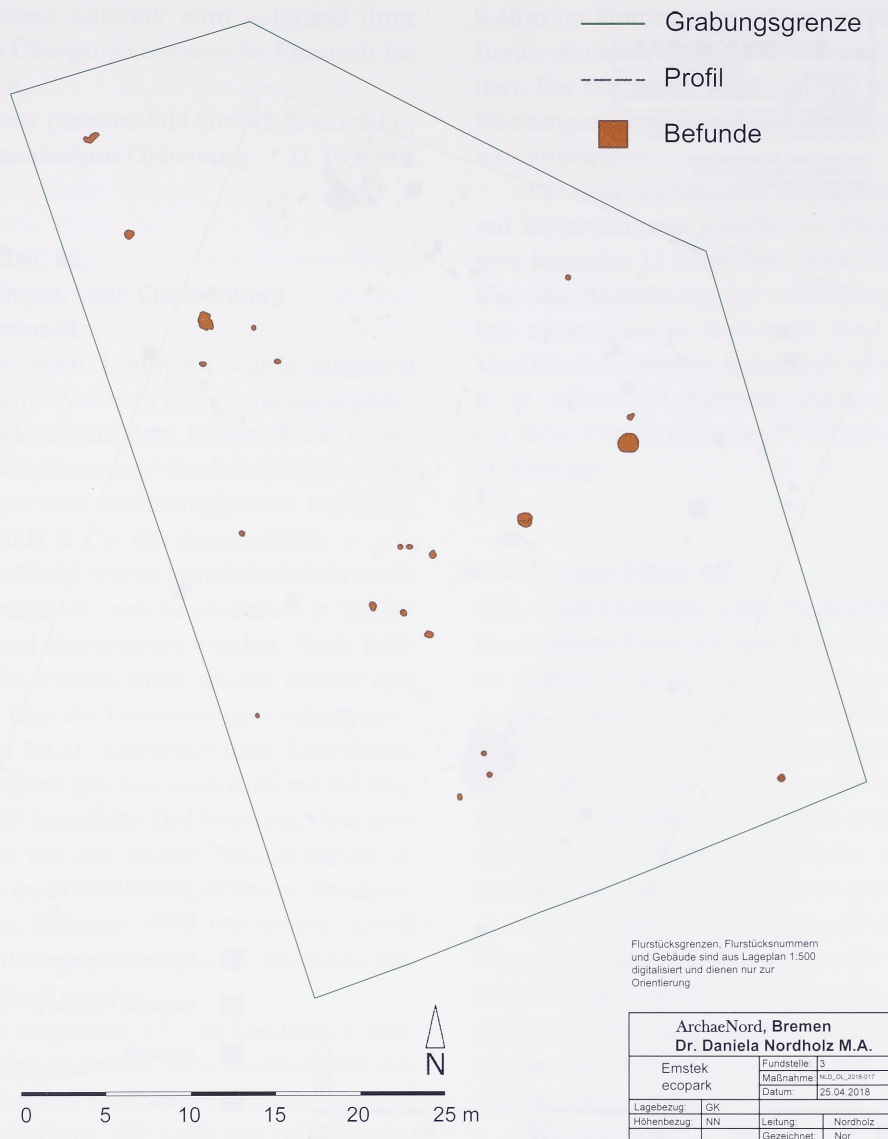 Grabungsgrenze
Profil
Befunde
Flurstücksgrenzen, Flurstücksnummern
und Gebäude sind aus Lageplan 1:500
digitalisiert und dienen nur zur
Orientierung
N
0 5 10 15 20 25 m
ArchaeNord, Bremen
Dr. Daniela Nordholz M.A.
Emstek
ecopark
Fundstelle: 3
Maßnahme: NLD_OL_2018-017
Datum: 25.04.2018
Lagebezug: GK
Höhenbezug: NN
Leitung: Nordholz
Gezeichnet: Nor